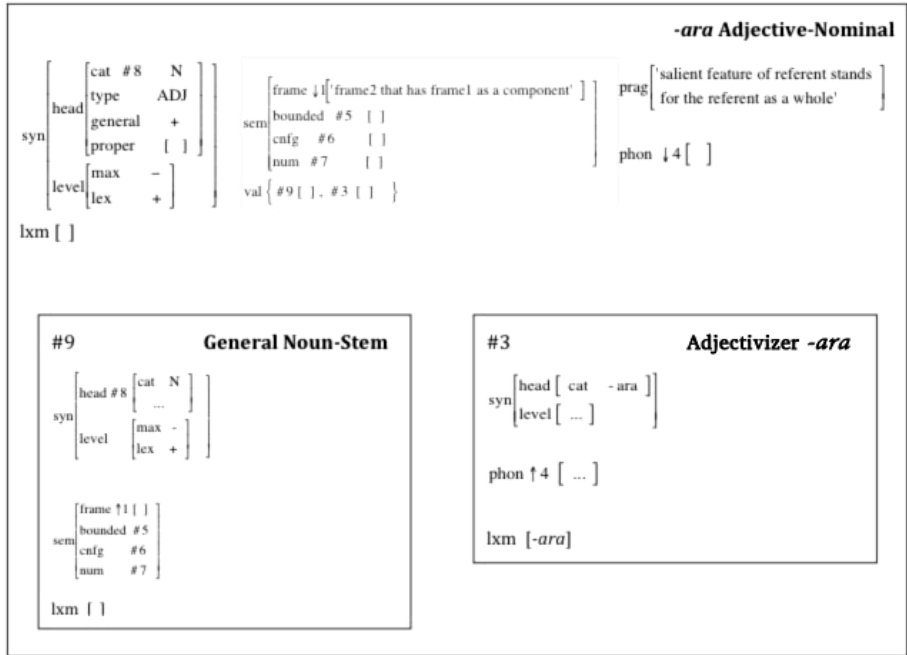 -ara Adjective-Nominal
syn [ head [ cat #8 N
type ADJ
general +
proper [ ] ]
level [ max –
lex + ] ]
lxm [ ]
sem [ frame ↓1['frame2 that has frame1 as a component' ]
bounded #5 [ ]
cnfg #6 [ ]
num #7 [ ] ]
val { #9 [ ] , #3 [ ] }
prag [ 'salient feature of referent stands
for the referent as a whole' ]
phon ↓4 [ ]
#9 General Noun-Stem
syn [ head #8 [ cat N
... ]
level [ max -
lex + ] ]
sem [ frame ↑1 [ ]
bounded #5
cnfg #6
num #7 ]
lxm [ ]
#3 Adjectivizer -ara
syn [ head [ cat - ara ]
level [ ... ] ]
phon ↑4 [ ... ]
lxm [-ara]